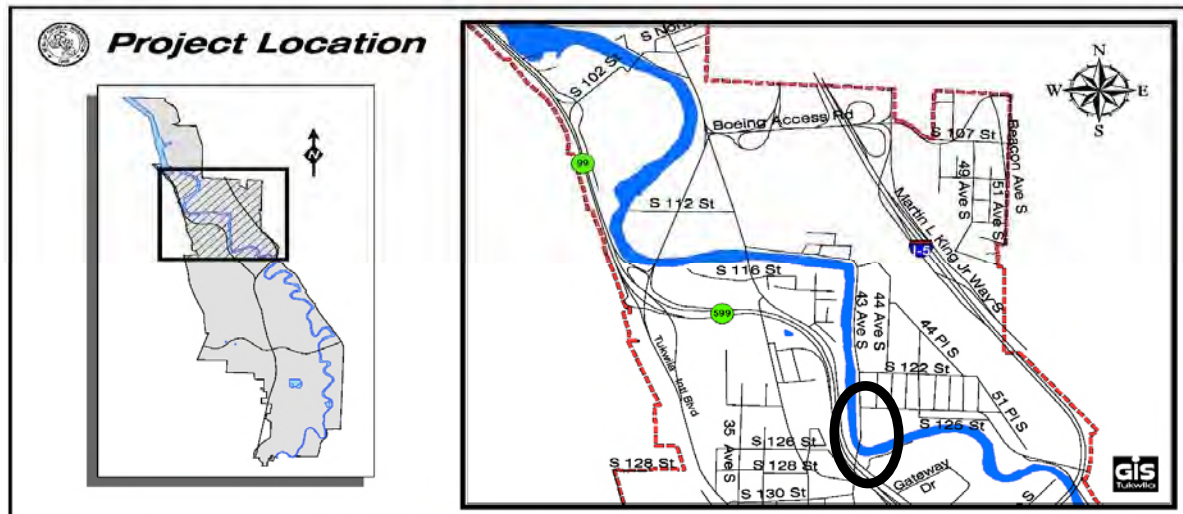 Project Location
N
W E
S
S 102 St
Boeing Access Rd
S 107 St
Beacon Ave S
49 Ave S
51 Ave S
99
S 112 St
Martin L King Jr Way S
I-5
S 116 St
599
43 Ave S
44 Ave S
44 Pl S
Tukwila Intl Blvd
S 122 St
51 Pl S
S 125 St
35 Ave S
S 126 St
S 128 St
S 128 St
S 130 St
Gateway
Dr
S
GIS
Tukwila